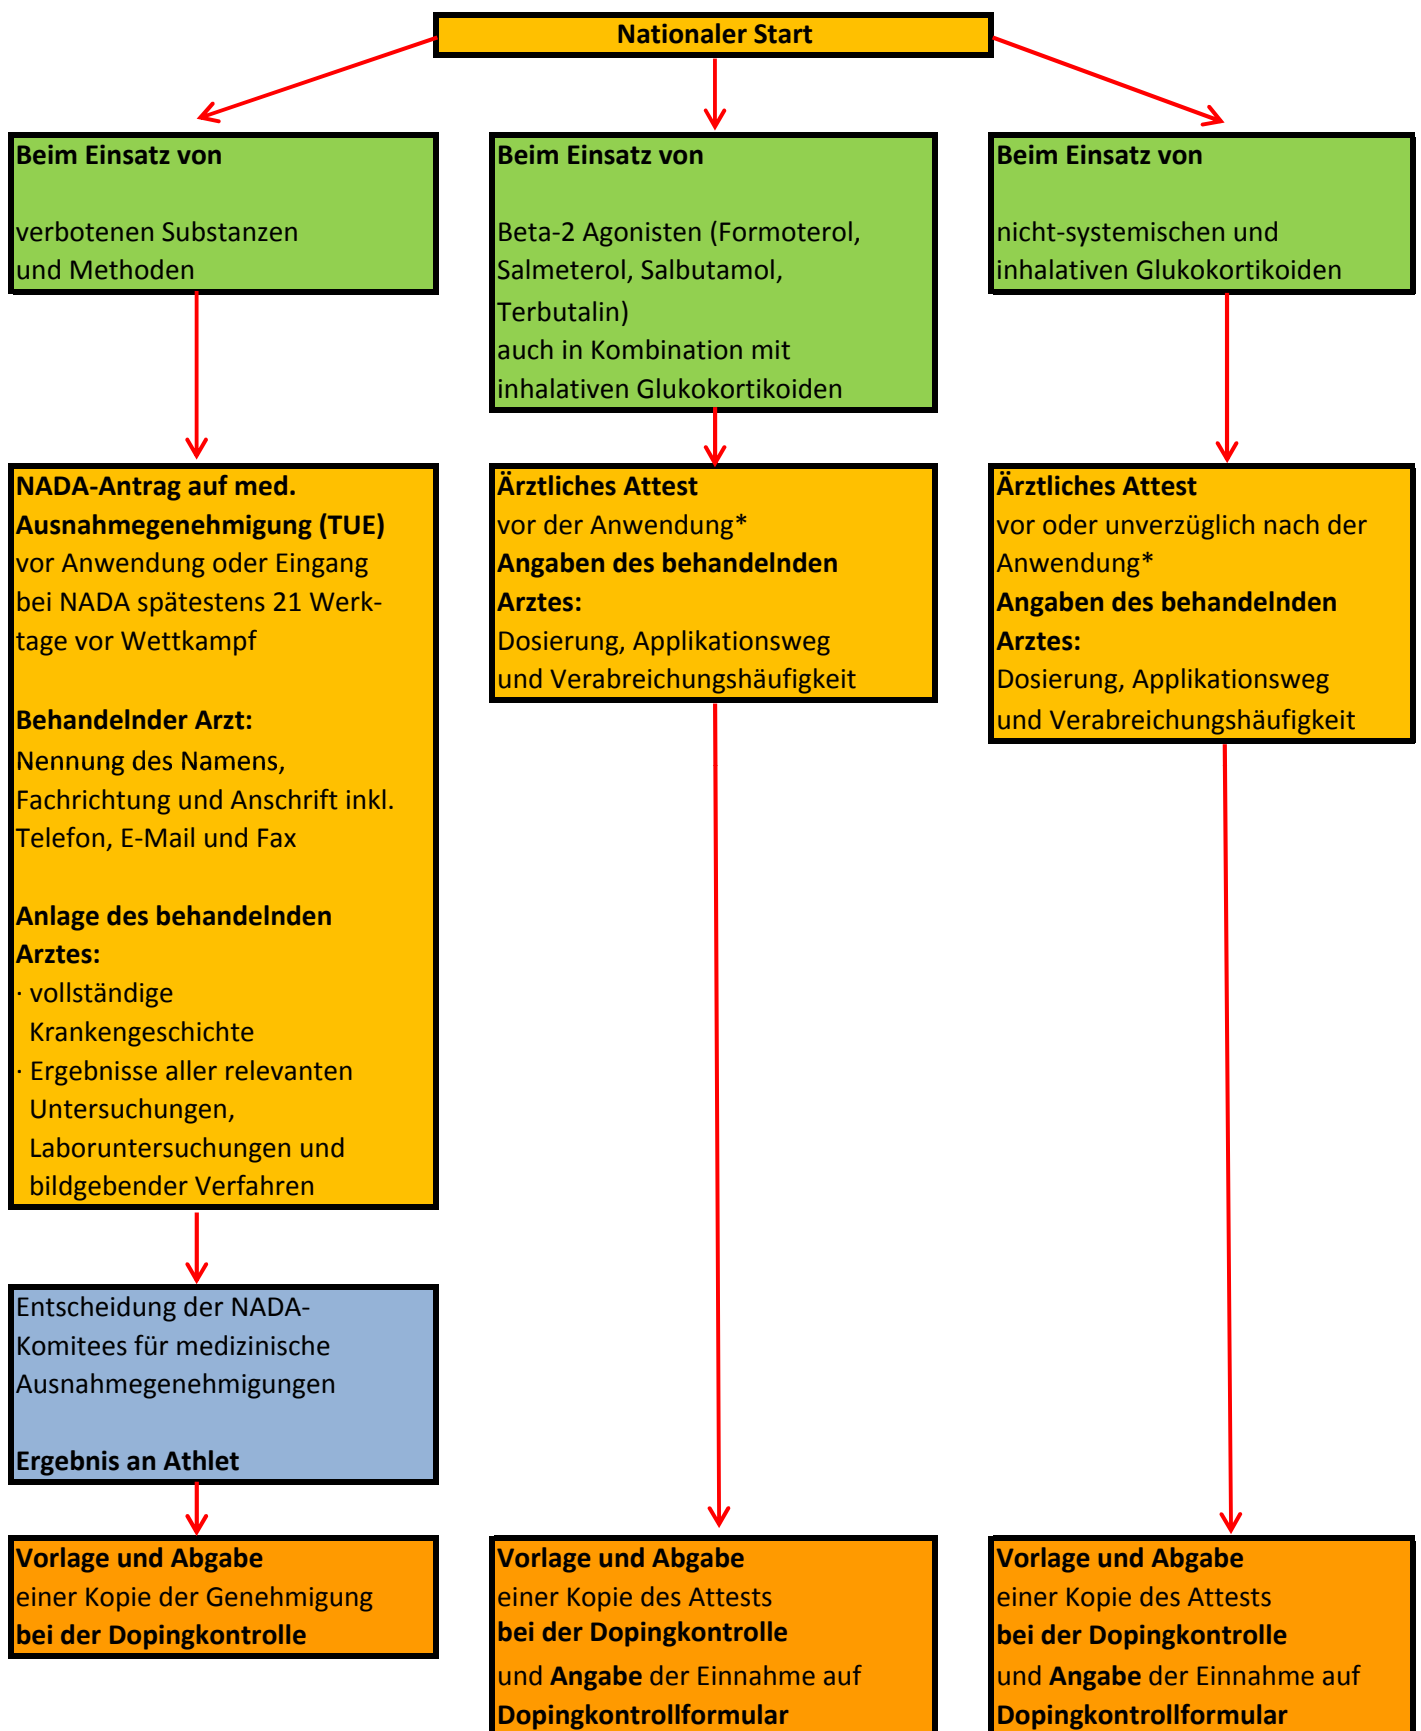 Nationaler Start
Beim Einsatz von
verbotenen Substanzen
und Methoden
Beim Einsatz von
Beta-2 Agonisten (Formoterol,
Salmeterol, Salbutamol,
Terbutalin)
auch in Kombination mit
inhalativen Glukokortikoiden
Beim Einsatz von
nicht-systemischen und
inhalativen Glukokortikoiden
NADA-Antrag auf med.
Ausnahmegenehmigung (TUE)
vor Anwendung oder Eingang
bei NADA spätestens 21 Werk-
tage vor Wettkampf
Behandelnder Arzt:
Nennung des Namens,
Fachrichtung und Anschrift inkl.
Telefon, E-Mail und Fax
Anlage des behandelnden
Arztes:
· vollständige
Krankengeschichte
· Ergebnisse aller relevanten
Untersuchungen,
Laboruntersuchungen und
bildgebender Verfahren
Ärztliches Attest
vor der Anwendung*
Angaben des behandelnden
Arztes:
Dosierung, Applikationsweg
und Verabreichungshäufigkeit
Ärztliches Attest
vor oder unverzüglich nach der
Anwendung*
Angaben des behandelnden
Arztes:
Dosierung, Applikationsweg
und Verabreichungshäufigkeit
Entscheidung der NADA-
Komitees für medizinische
Ausnahmegenehmigungen
Ergebnis an Athlet
Vorlage und Abgabe
einer Kopie der Genehmigung
bei der Dopingkontrolle
Vorlage und Abgabe
einer Kopie des Attests
bei der Dopingkontrolle
und Angabe der Einnahme auf
Dopingkontrollformular
Vorlage und Abgabe
einer Kopie des Attests
bei der Dopingkontrolle
und Angabe der Einnahme auf
Dopingkontrollformular